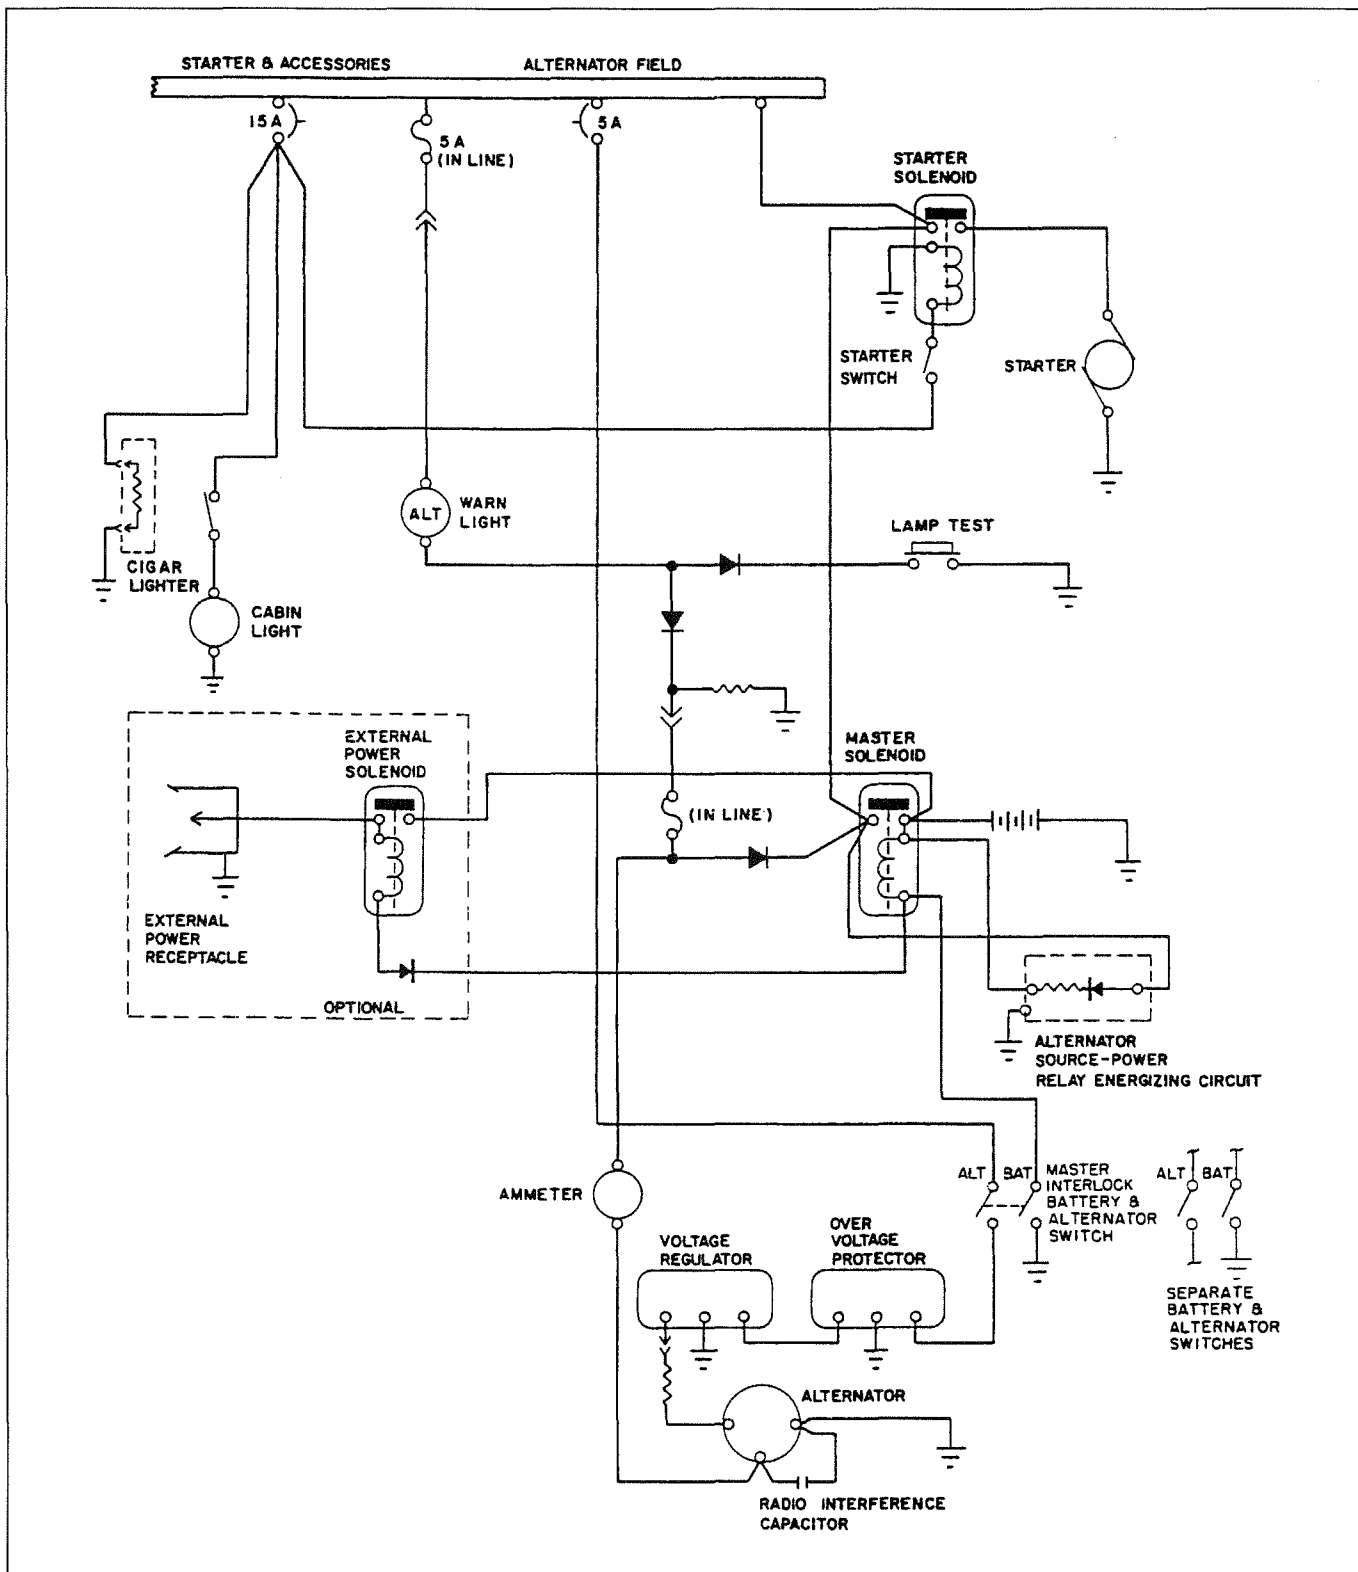 STARTER & ACCESSORIES
ALTERNATOR FIELD
15 A
5 A
(IN LINE)
5 A
STARTER
SOLENOID
STARTER
SWITCH
STARTER
ALT
WARN
LIGHT
LAMP TEST
CIGAR
LIGHTER
CABIN
LIGHT
EXTERNAL
POWER
SOLENOID
MASTER
SOLENOID
(IN LINE)
EXTERNAL
POWER
RECEPTACLE
OPTIONAL
ALTERNATOR
SOURCE-POWER
RELAY ENERGIZING CIRCUIT
ALT
BAT
MASTER
INTERLOCK
BATTERY &
ALTERNATOR
SWITCH
ALT
BAT
AMMETER
VOLTAGE
REGULATOR
OVER
VOLTAGE
PROTECTOR
SEPARATE
BATTERY &
ALTERNATOR
SWITCHES
ALTERNATOR
RADIO INTERFERENCE
CAPACITOR